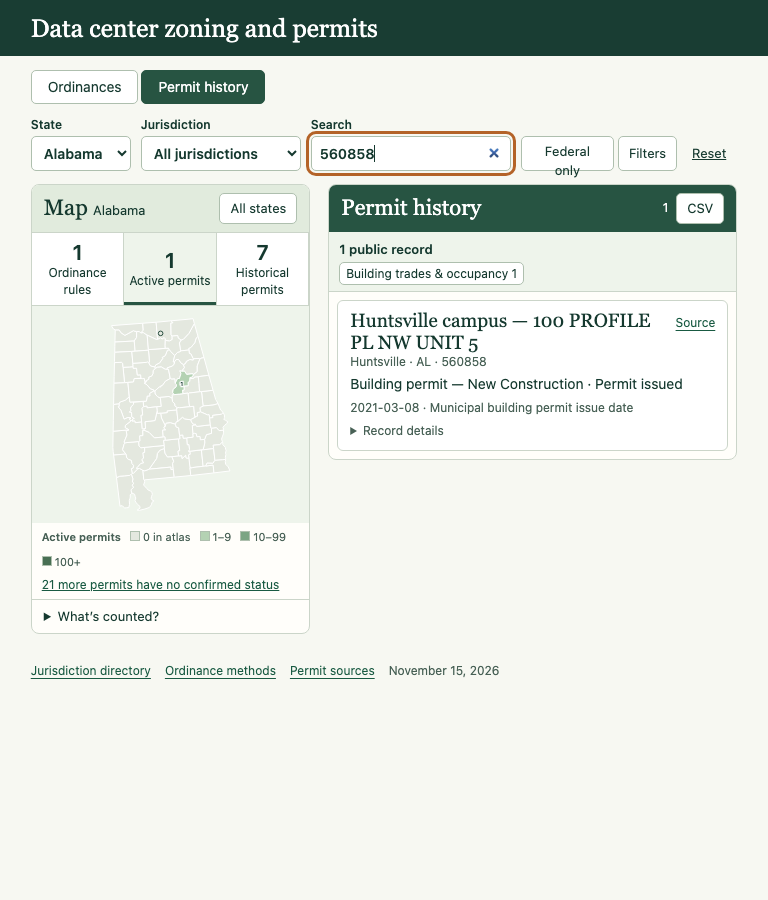 Data center zoning and permits
Ordinances
Permit history
State
Jurisdiction
Search
Alabama
All jurisdictions
560858
Federal only
Filters
Reset
Map Alabama
All states
1
Ordinance rules
1
Active permits
7
Historical permits
1
Active permits
0 in atlas
1–9
10–99
100+
21 more permits have no confirmed status
What's counted?
Permit history
1
CSV
1 public record
Building trades & occupancy 1
Huntsville campus — 100 PROFILE
PL NW UNIT 5
Source
Huntsville · AL · 560858
Building permit — New Construction · Permit issued
2021-03-08 · Municipal building permit issue date
Record details
Jurisdiction directory
Ordinance methods
Permit sources
November 15, 2026